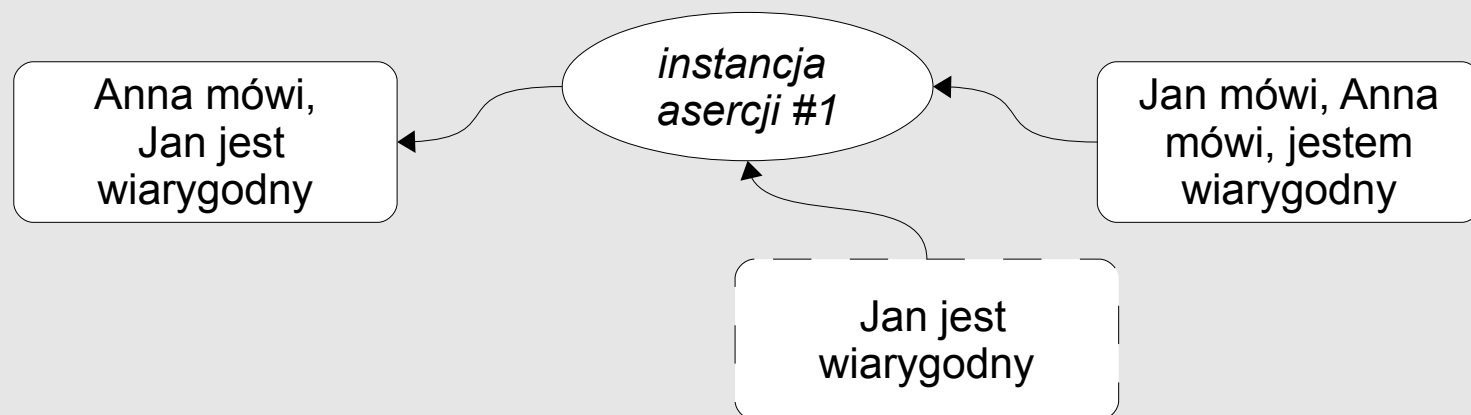 Anna mówi,
Jan jest
wiarygodny
instancja
asercji #1
Jan mówi, Anna
mówi, jestem
wiarygodny
Jan jest
wiarygodny